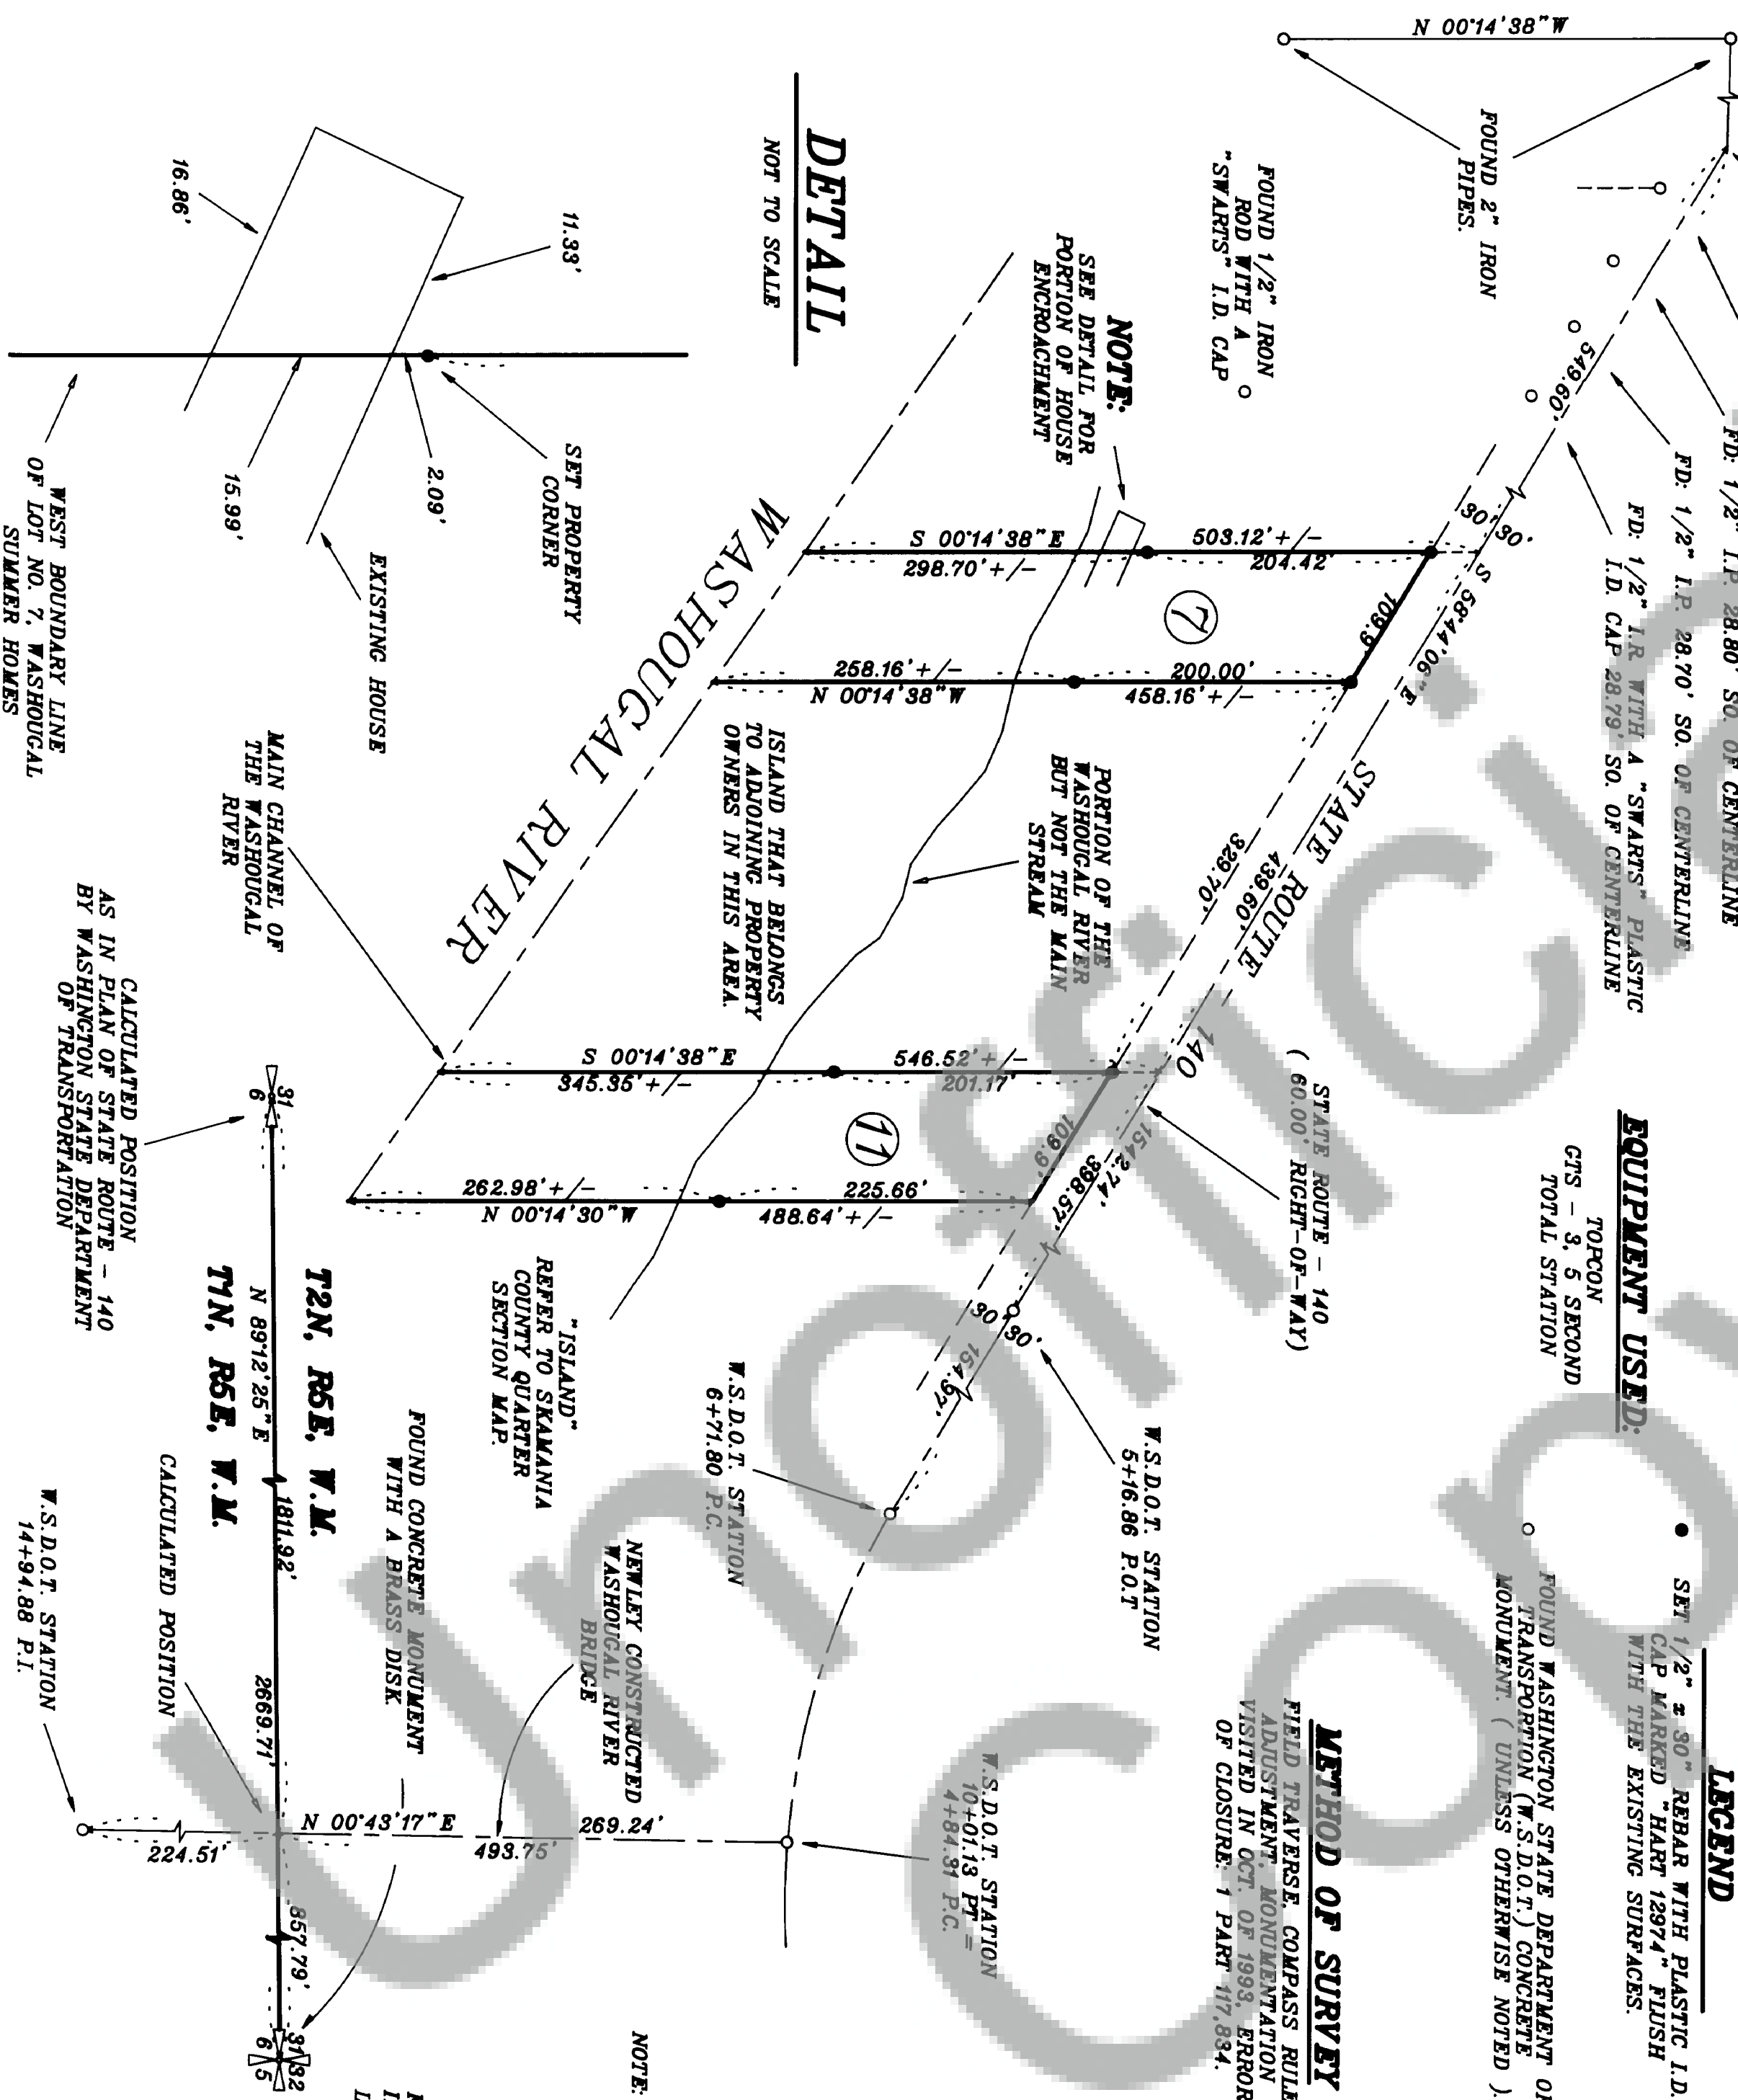 N 00°14'38"W
FOUND 2" IRON
PIPES.
FOUND 1/2" IRON
ROD WITH A
"SWARTS" I.D. CAP
FD: 1/2" I.P. 28.80' SO. OF CENTERLINE
FD: 1/2" I.P. 28.70' SO. OF CENTERLINE
FD: 1/2" I.R WITH A "SWARTS" PLASTIC
I.D. CAP 28.79' SO. OF CENTERLINE
549.60'
30' 30'
S 58°44'06"E
STATE ROUTE 140
439.60'
329.70'
1542.74'
398.57'
154.97'
30' 30'
DETAIL
NOT TO SCALE
16.86'
11.33'
2.09'
15.99'
SET PROPERTY
CORNER
EXISTING HOUSE
WEST BOUNDARY LINE
OF LOT NO. 7, WASHOUGAL
SUMMER HOMES
NOTE:
SEE DETAIL FOR
PORTION OF HOUSE
ENCROACHMENT
S 00°14'38"E
503.12'+/-
298.70'+/-
204.42'
7
109.9'
258.16'+/-
200.00'
N 00°14'38"W
458.16'+/-
WASHOUGAL RIVER
PORTION OF THE
WASHOUGAL RIVER
BUT NOT THE MAIN
STREAM
ISLAND THAT BELONGS
TO ADJOINING PROPERTY
OWNERS IN THIS AREA.
MAIN CHANNEL OF
THE WASHOUGAL
RIVER
S 00°14'38"E
546.52'+/-
345.35'+/-
201.17'
11
109.9'
262.98'+/-
225.66'
N 00°14'30"W
488.64'+/-
( STATE ROUTE - 140
60.00' RIGHT-OF-WAY)
"ISLAND"
REFER TO SKAMANIA
COUNTY QUARTER
SECTION MAP.
W.S.D.O.T. STATION
5+16.86 P.O.T
W.S.D.O.T. STATION
6+71.80 P.C.
W.S.D.O.T. STATION
10+01.13 PT =
4+84.31 P.C.
NEWLEY CONSTRUCTED
WASHOUGAL RIVER
BRIDGE
FOUND CONCRETE MONUMENT
WITH A BRASS DISK.
CALCULATED POSITION
AS IN PLAN OF STATE ROUTE - 140
BY WASHINGTON STATE DEPARTMENT
OF TRANSPORTATION
31
6
T2N, R5E, W.M.
N 89°12'25"E
1811.92'
2669.71'
857.79'
T1N, R5E, W.M.
CALCULATED POSITION
W.S.D.O.T. STATION
14+94.88 P.I.
N 00°43'17"E
269.24'
224.51'
493.75'
31 32
6 5
EQUIPMENT USED:
TOPCON
GTS - 3, 5 SECOND
TOTAL STATION
LEGEND
SET 1/2" x 30" REBAR WITH PLASTIC I.D.
CAP MARKED "HART 12974" FLUSH
WITH THE EXISTING SURFACES.
FOUND WASHINGTON STATE DEPARTMENT OF
TRANSPORTION (W.S.D.O.T.) CONCRETE
MONUMENT. ( UNLESS OTHERWISE NOTED ).
METHOD OF SURVEY
FIELD TRAVERSE, COMPASS RULE
ADJUSTMENT, MONUMENTATION
VISITED IN OCT. OF 1993, ERROR
OF CLOSURE: 1 PART 117,834.
NOTE:
Unofficial
Copy